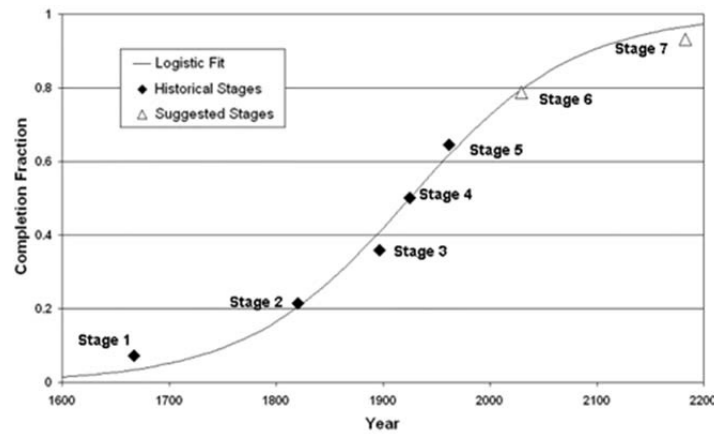 1
0.8
0.6
0.4
0.2
0
Completion Fraction
Logistic Fit
Historical Stages
Suggested Stages
Stage 7
Stage 6
Stage 5
Stage 4
Stage 3
Stage 2
Stage 1
1600 1700 1800 1900 2000 2100 2200
Year